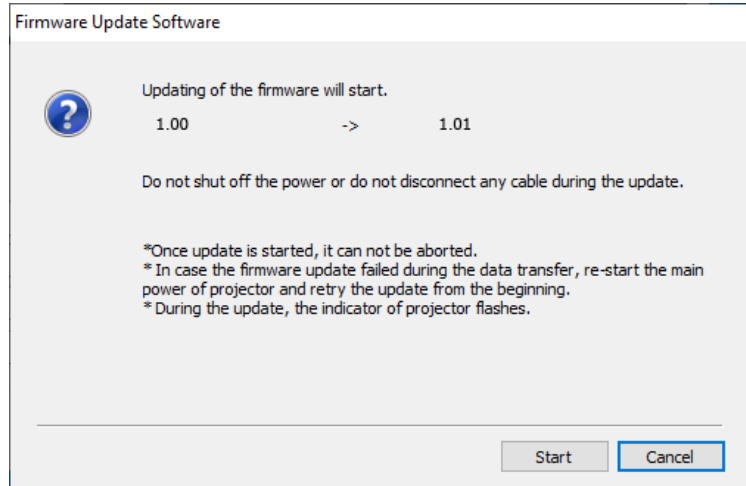 Firmware Update Software
Updating of the firmware will start.
1.00 -> 1.01
Do not shut off the power or do not disconnect any cable during the update.
*Once update is started, it can not be aborted.
* In case the firmware update failed during the data transfer, re-start the main
power of projector and retry the update from the beginning.
* During the update, the indicator of projector flashes.
Start Cancel